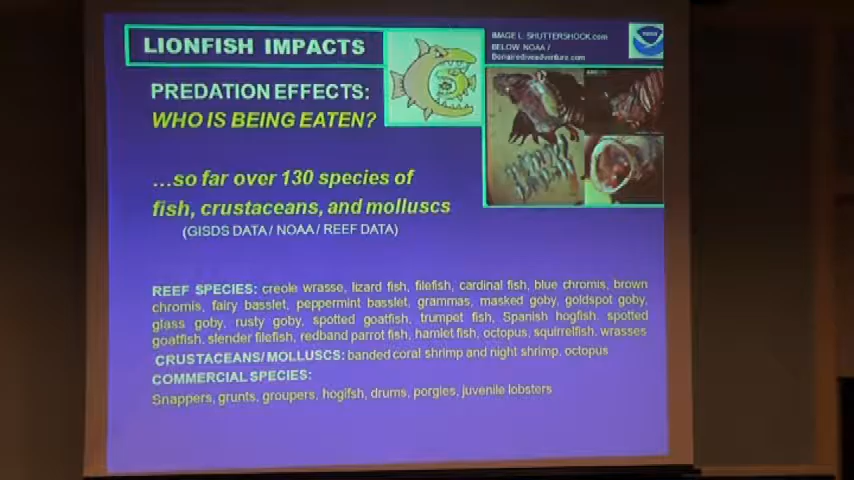 LIONFISH IMPACTS
IMAGE L: SHUTTERSHOCK.com
BELOW: NOAA /
Bonairediveadventure.com
PREDATION EFFECTS:
WHO IS BEING EATEN?
...so far over 130 species of
fish, crustaceans, and molluscs
(GISDS DATA / NOAA / REEF DATA)
REEF SPECIES: creole wrasse, lizard fish, filefish, cardinal fish, blue chromis, brown
chromis, fairy basslet, peppermint basslet, grammas, masked goby, goldspot goby,
glass goby, rusty goby, spotted goatfish, trumpet fish, Spanish hogfish, spotted
goatfish, slender filefish, redband parrot fish, hamlet fish, octopus, squirrelfish, wrasses
CRUSTACEANS/MOLLUSCS: banded coral shrimp and night shrimp, octopus
COMMERCIAL SPECIES:
Snappers, grunts, groupers, hogifsh, drums, porgies, juvenile lobsters